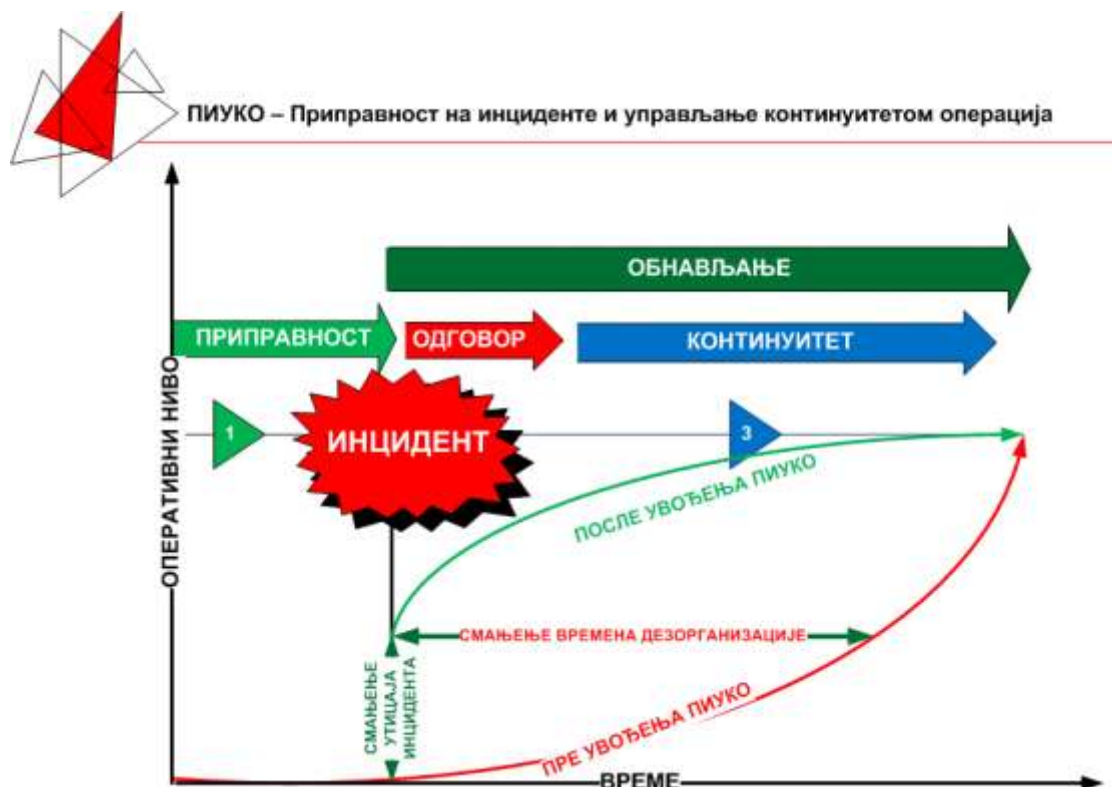 ПИУКО – Приправност на инциденте и управљање континуитетом операција
ОБНАВЉАЊЕ
ПРИПРАВНОСТ
ОДГОВОР
КОНТИНУИТЕТ
ОПЕРАТИВНИ НИВО
1
ИНЦИДЕНТ
3
ПОСЛЕ УВОЂЕЊА ПИУКО
СМАЊЕЊЕ ВРЕМЕНА ДЕЗОРГАНИЗАЦИЈЕ
СМАЊЕЊЕ
УТИЦАЈА
ИНЦИДЕНТА
ПРЕ УВОЂЕЊА ПИУКО
ВРЕМЕ